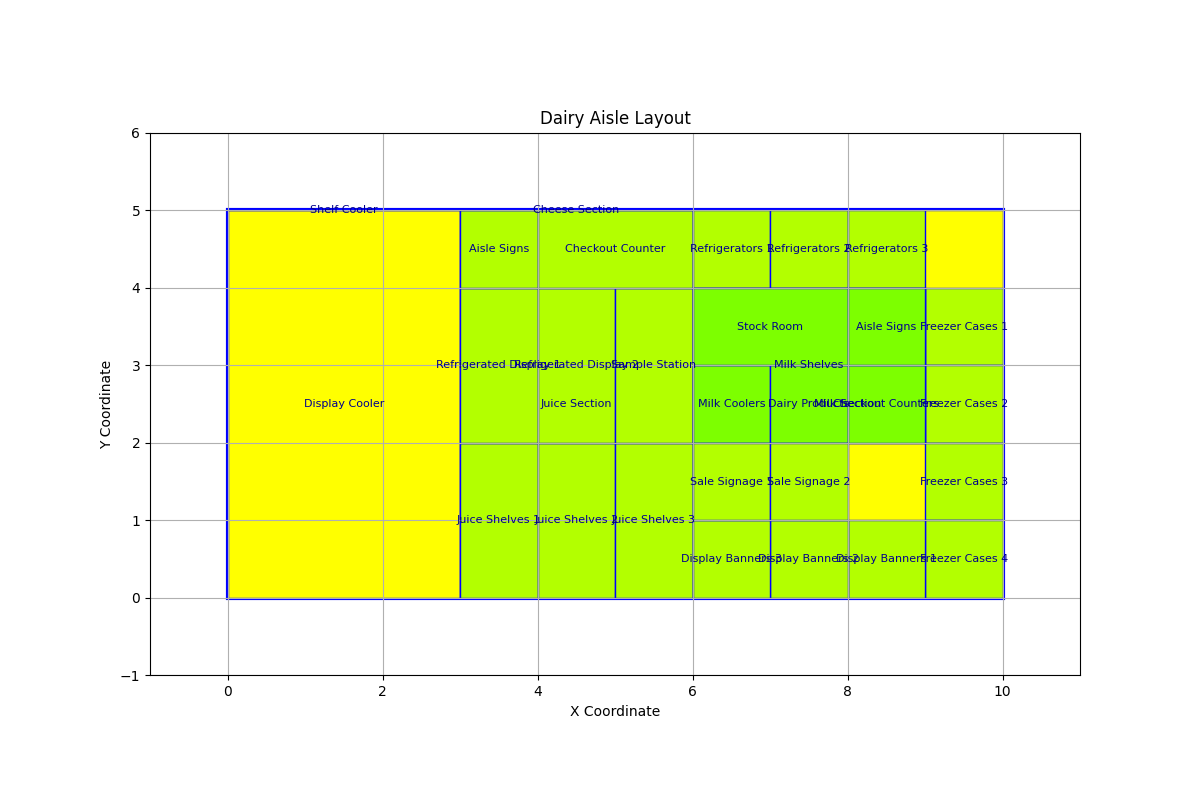 Dairy Aisle Layout
6
5
4
3
2
1
0
−1
0
2
4
6
8
10
X Coordinate
Y Coordinate
Shelf Cooler
Cheese Section
Aisle Signs
Checkout Counter
Refrigerators 1
Refrigerators 2
Refrigerators 3
Stock Room
Aisle Signs
Freezer Cases 1
Refrigerated Display 1
Refrigerated Display 2
Sample Station
Milk Shelves
Display Cooler
Juice Section
Milk Coolers
Dairy Products
Milk Section
Checkout Counters
Freezer Cases 2
Sale Signage 1
Sale Signage 2
Freezer Cases 3
Juice Shelves 1
Juice Shelves 2
Juice Shelves 3
Display Banners 3
Display Banners 2
Display Banners 1
Freezer Cases 4